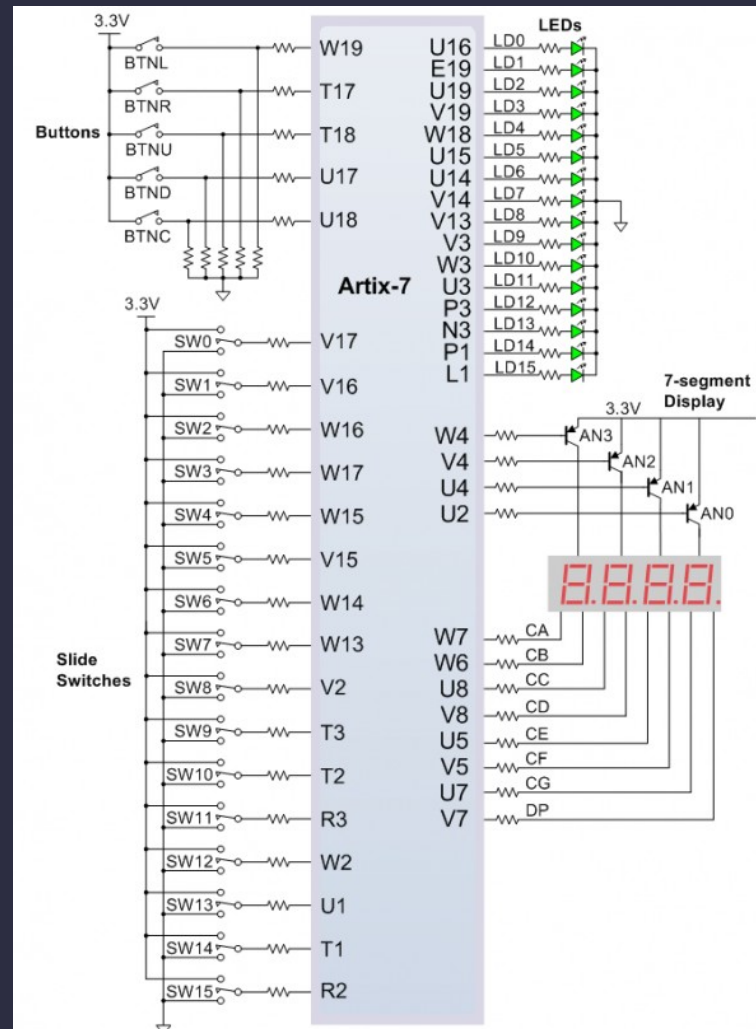 3.3V
BTNL
BTNR
Buttons
BTNU
BTND
BTNC
W19
T17
T18
U17
U18
Artix-7
LEDs
U16 LD0
E19 LD1
U19 LD2
V19 LD3
W18 LD4
U15 LD5
U14 LD6
V14 LD7
V13 LD8
V3 LD9
W3 LD10
U3 LD11
P3 LD12
N3 LD13
P1 LD14
L1 LD15
3.3V
SW0 V17
SW1 V16
SW2 W16
SW3 W17
SW4 W15
SW5 V15
SW6 W14
SW7 W13
Slide
Switches
SW8 V2
SW9 T3
SW10 T2
SW11 R3
SW12 W2
SW13 U1
SW14 T1
SW15 R2
7-segment
Display
3.3V
W4 AN3
V4 AN2
U4 AN1
U2 AN0
8.8.8.8.
W7 CA
W6 CB
U8 CC
V8 CD
U5 CE
V5 CF
U7 CG
V7 DP